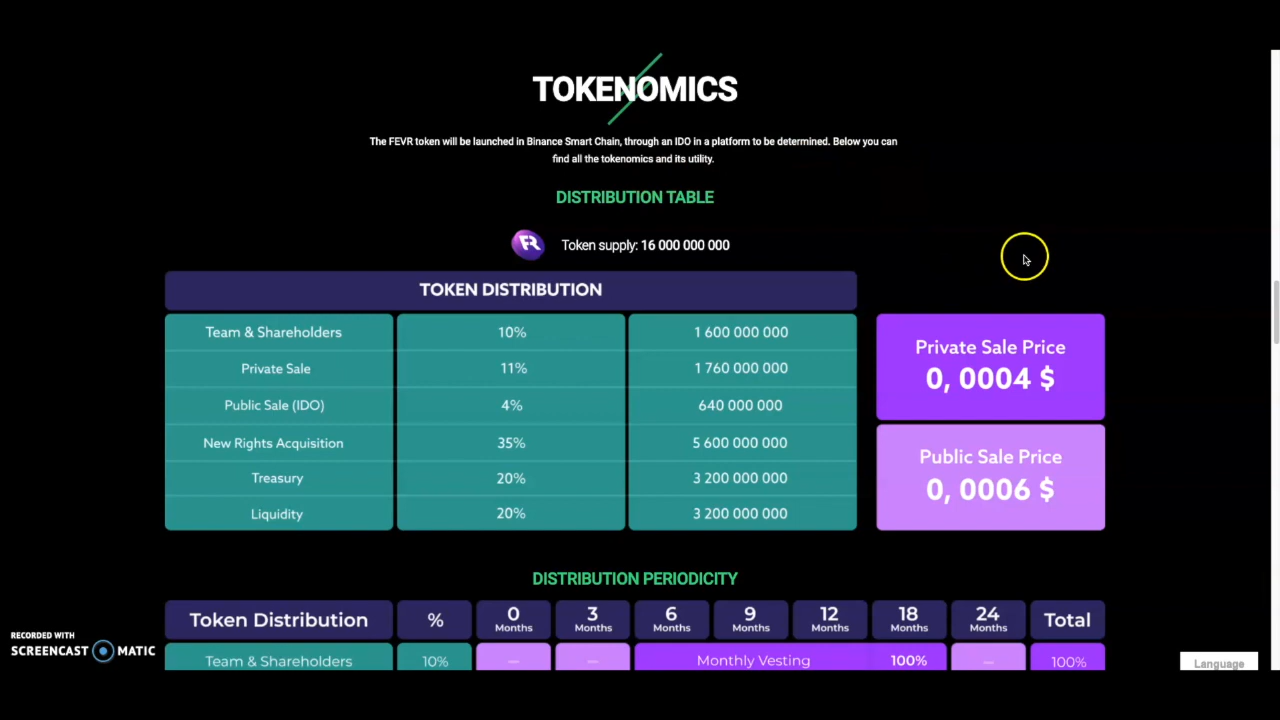 TOKENOMICS
The FEVR token will be launched in Binance Smart Chain, through an IDO in a platform to be determined. Below you can
find all the tokenomics and its utility.
DISTRIBUTION TABLE
FR Token supply: 16 000 000 000
TOKEN DISTRIBUTION
Team & Shareholders 10% 1 600 000 000
Private Sale 11% 1 760 000 000
Public Sale (IDO) 4% 640 000 000
New Rights Acquisition 35% 5 600 000 000
Treasury 20% 3 200 000 000
Liquidity 20% 3 200 000 000
Private Sale Price
0, 0004 $
Public Sale Price
0, 0006 $
DISTRIBUTION PERIODICITY
Token Distribution % 0 Months 3 Months 6 Months 9 Months 12 Months 18 Months 24 Months Total
Team & Shareholders 10% — — Monthly Vesting 100% — 100%
RECORDED WITH
SCREENCAST MATIC
Language